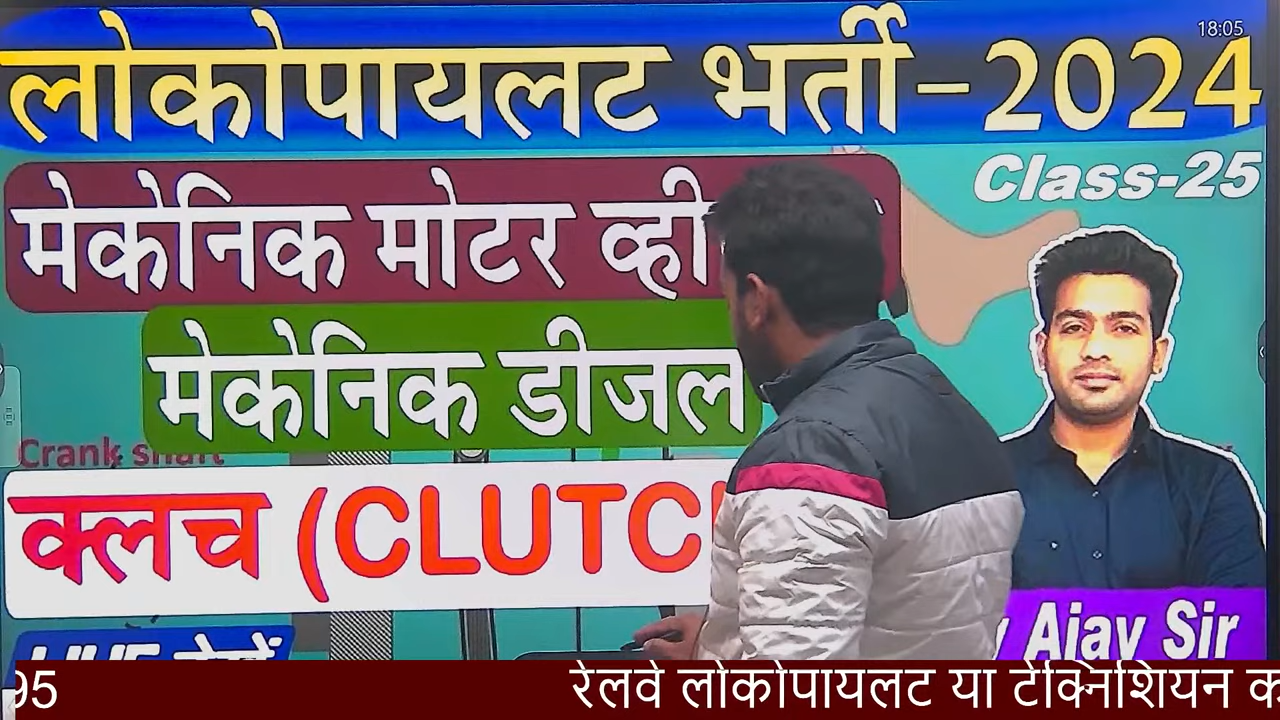 18:05
लोकोपायलट भर्ती-2024
Class-25
मेकेनिक मोटर व्ही
मेकेनिक डीजल
Crank shaft
क्लच (CLUTC
LIVE देखें
Ajay Sir
95 रेलवे लोकोपायलट या टेक्निशियन क